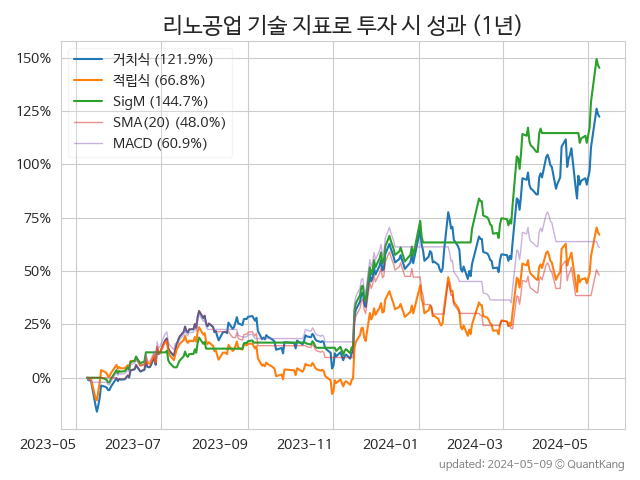 리노공업 기술 지표로 투자 시 성과 (1년)
거치식 (121.9%)
적립식 (66.8%)
SigM (144.7%)
SMA(20) (48.0%)
MACD (60.9%)
150%
125%
100%
75%
50%
25%
0%
2023-05 2023-07 2023-09 2023-11 2024-01 2024-03 2024-05
updated: 2024-05-09 © QuantKang